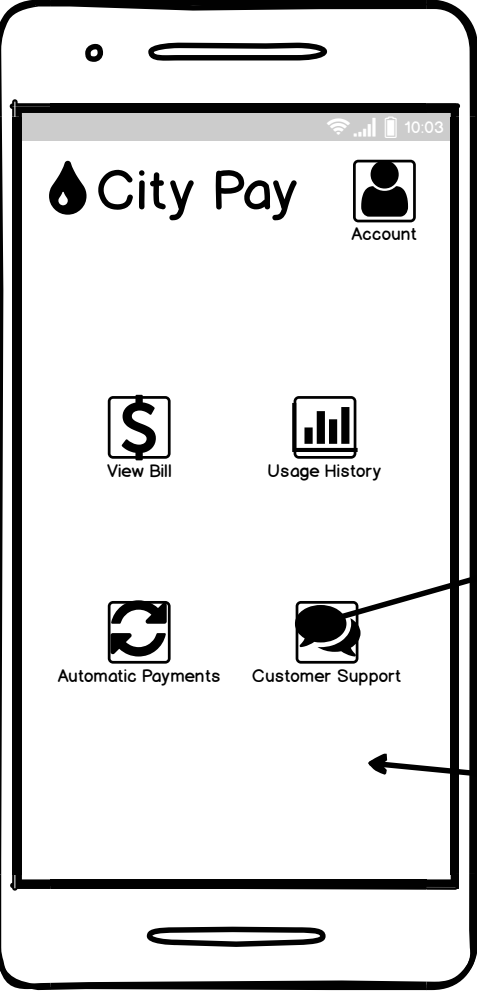 10:03
City Pay
Account
View Bill
Usage History
Automatic Payments
Customer Support